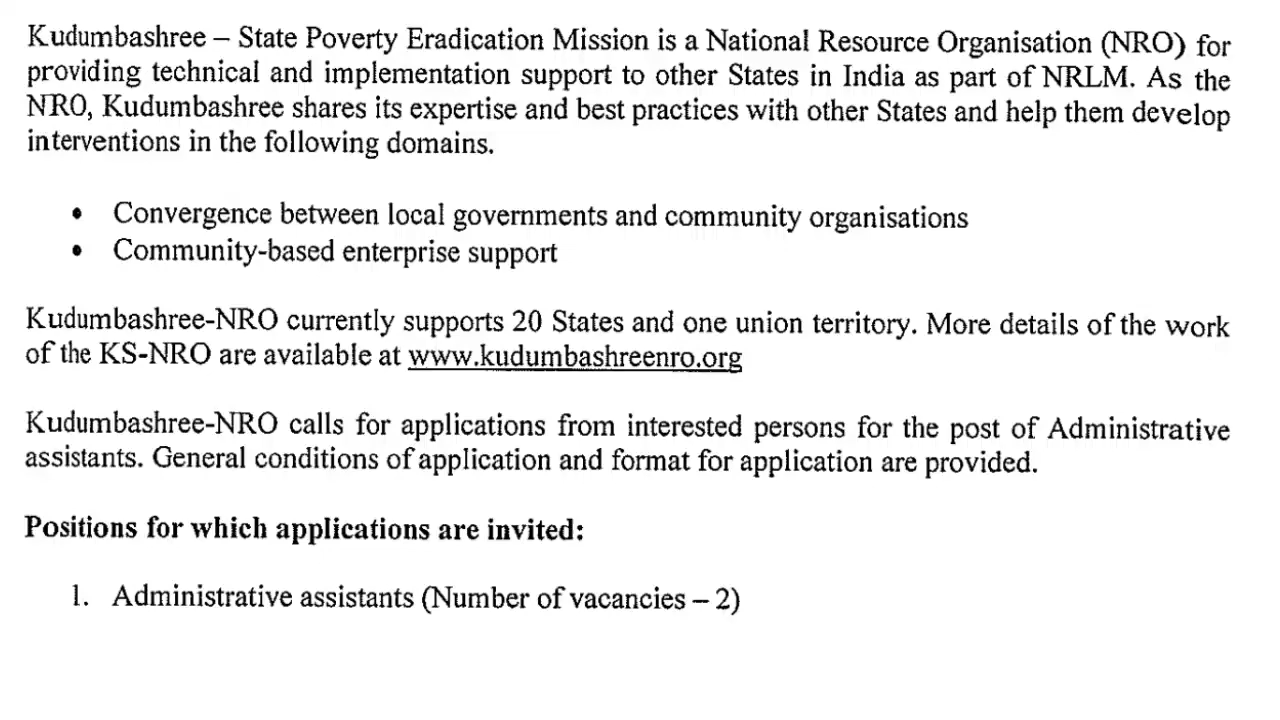 Kudumbashree – State Poverty Eradication Mission is a National Resource Organisation (NRO) for
providing technical and implementation support to other States in India as part of NRLM. As the
NRO, Kudumbashree shares its expertise and best practices with other States and help them develop
interventions in the following domains.
• Convergence between local governments and community organisations
• Community-based enterprise support
Kudumbashree-NRO currently supports 20 States and one union territory. More details of the work
of the KS-NRO are available at www.kudumbashreenro.org
Kudumbashree-NRO calls for applications from interested persons for the post of Administrative
assistants. General conditions of application and format for application are provided.
Positions for which applications are invited:
1. Administrative assistants (Number of vacancies – 2)